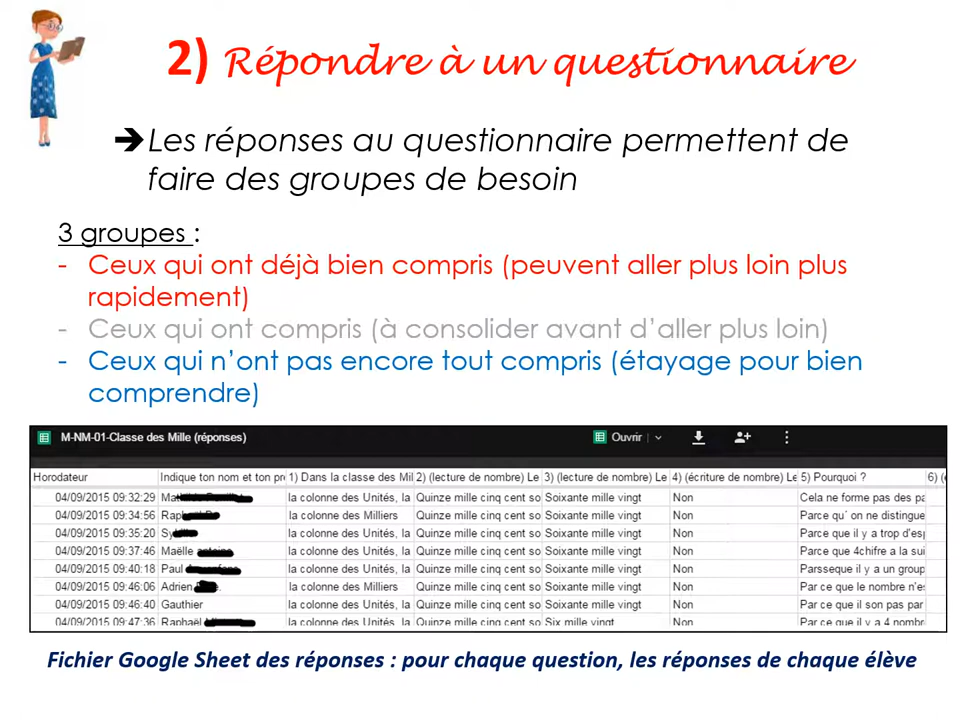 2) Répondre à un questionnaire
➔Les réponses au questionnaire permettent de
faire des groupes de besoin
3 groupes :
- Ceux qui ont déjà bien compris (peuvent aller plus loin plus
rapidement)
- Ceux qui ont compris (à consolider avant d’aller plus loin)
- Ceux qui n’ont pas encore tout compris (étayage pour bien
comprendre)
M-NM-01-Classe des Mille (réponses) Ouvrir
Horodateur Indique ton nom et ton pr 1) Dans la classe des Mil 2) (lecture de nombre) Le 3) (lecture de nombre) Le 4) (écriture de nombre) Le 5) Pourquoi ? 6) (
04/09/2015 09:32:29 la colonne des Unités, la Quinze mille cinq cent so Soixante mille vingt Non Cela ne forme pas des pa
04/09/2015 09:34:56 la colonne des Milliers Quinze mille cinq cent so Soixante mille vingt Non Parce qu' on ne distingue
04/09/2015 09:35:20 la colonne des Unités, la Quinze mille cinq cent so Soixante mille vingt Non Parce que il y a trop d'esp
04/09/2015 09:37:46 Maëlle la colonne des Unités, la Quinze mille cinq cent so Soixante mille vingt Non Parce que 4chifre a la sui
04/09/2015 09:40:18 Paul la colonne des Unités, la Quinze mille cinq cent so Soixante mille vingt Non Parsseque il y a un group
04/09/2015 09:46:06 Adrien la colonne des Milliers Quinze mille cinq cent so Soixante mille vingt Non Par ce que le nombre n'es
04/09/2015 09:46:40 Gauthier la colonne des Unités, la Quinze mille cinq cent so Soixante mille vingt Non Par ce que il son pas par
04/09/2015 09:47:36 Raphaël la colonne des Unités, la Quinze mille cinq cent so Six mille vingt Non Par ce que il y a 4 nombr
Fichier Google Sheet des réponses : pour chaque question, les réponses de chaque élève